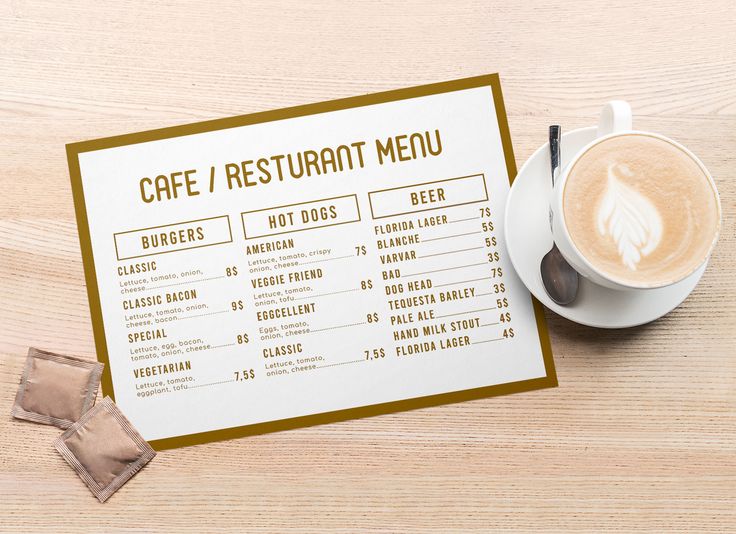 CAFE / RESTURANT MENU
BURGERS
CLASSIC
Lettuce, tomato, onion,
cheese 8$
CLASSIC BACON
Lettuce, tomato, onion,
cheese, bacon 9$
SPECIAL
Lettuce, egg, bacon,
tomato, onion, cheese 8$
VEGETARIAN
Lettuce, tomato,
eggplant, tofu 7,5$
HOT DOGS
AMERICAN
Lettuce, tomato, crispy
onion, cheese 7$
VEGGIE FRIEND
Lettuce, tomato,
onion, tofu 8$
EGGCELLENT
Eggs, tomato,
onion, cheese 8$
CLASSIC
Lettuce, tomato,
onion, cheese 7,5$
BEER
FLORIDA LAGER 7$
BLANCHE 5$
VARVAR 5$
BAD 3$
DOG HEAD 7$
TEQUESTA BARLEY 3$
PALE ALE 5$
HAND MILK STOUT 4$
FLORIDA LAGER 4$